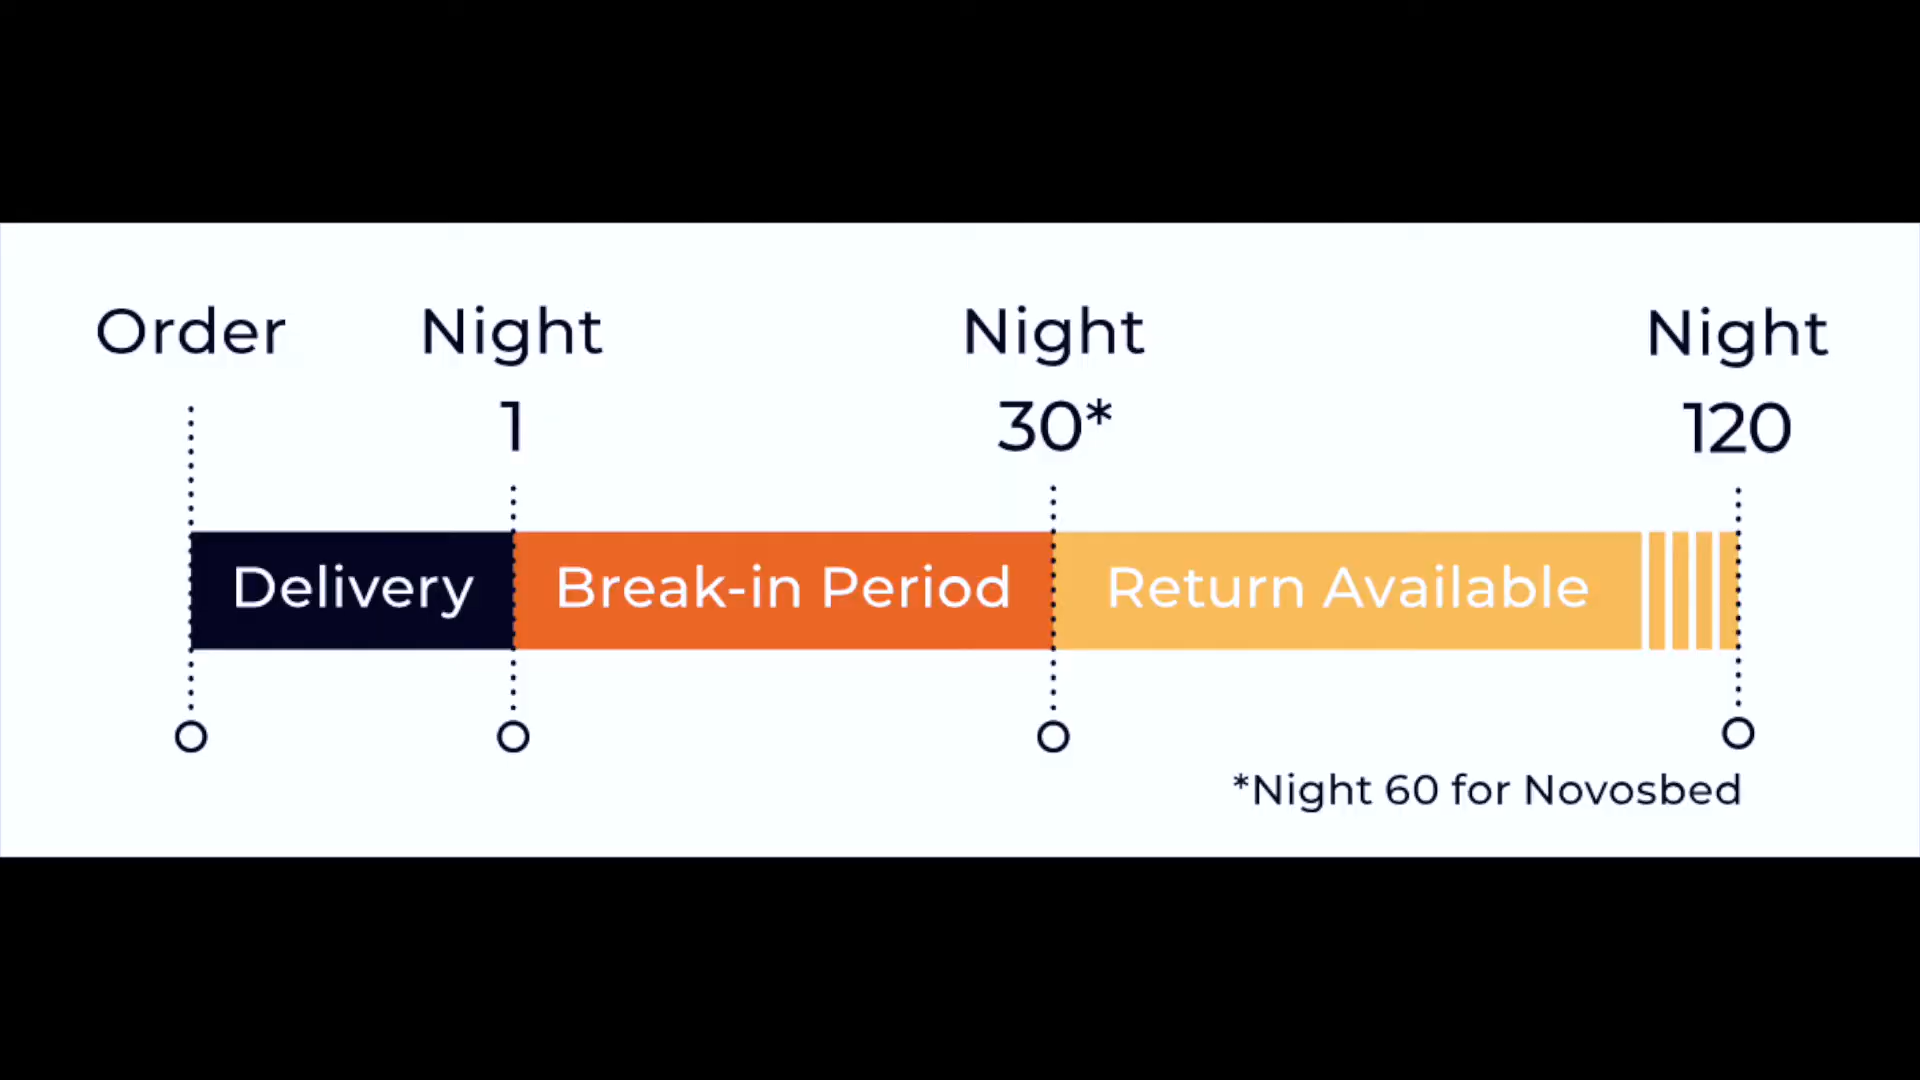 Order
Night
1
Night
30*
Night
120
Delivery
Break-in Period
Return Available
*Night 60 for Novosbed